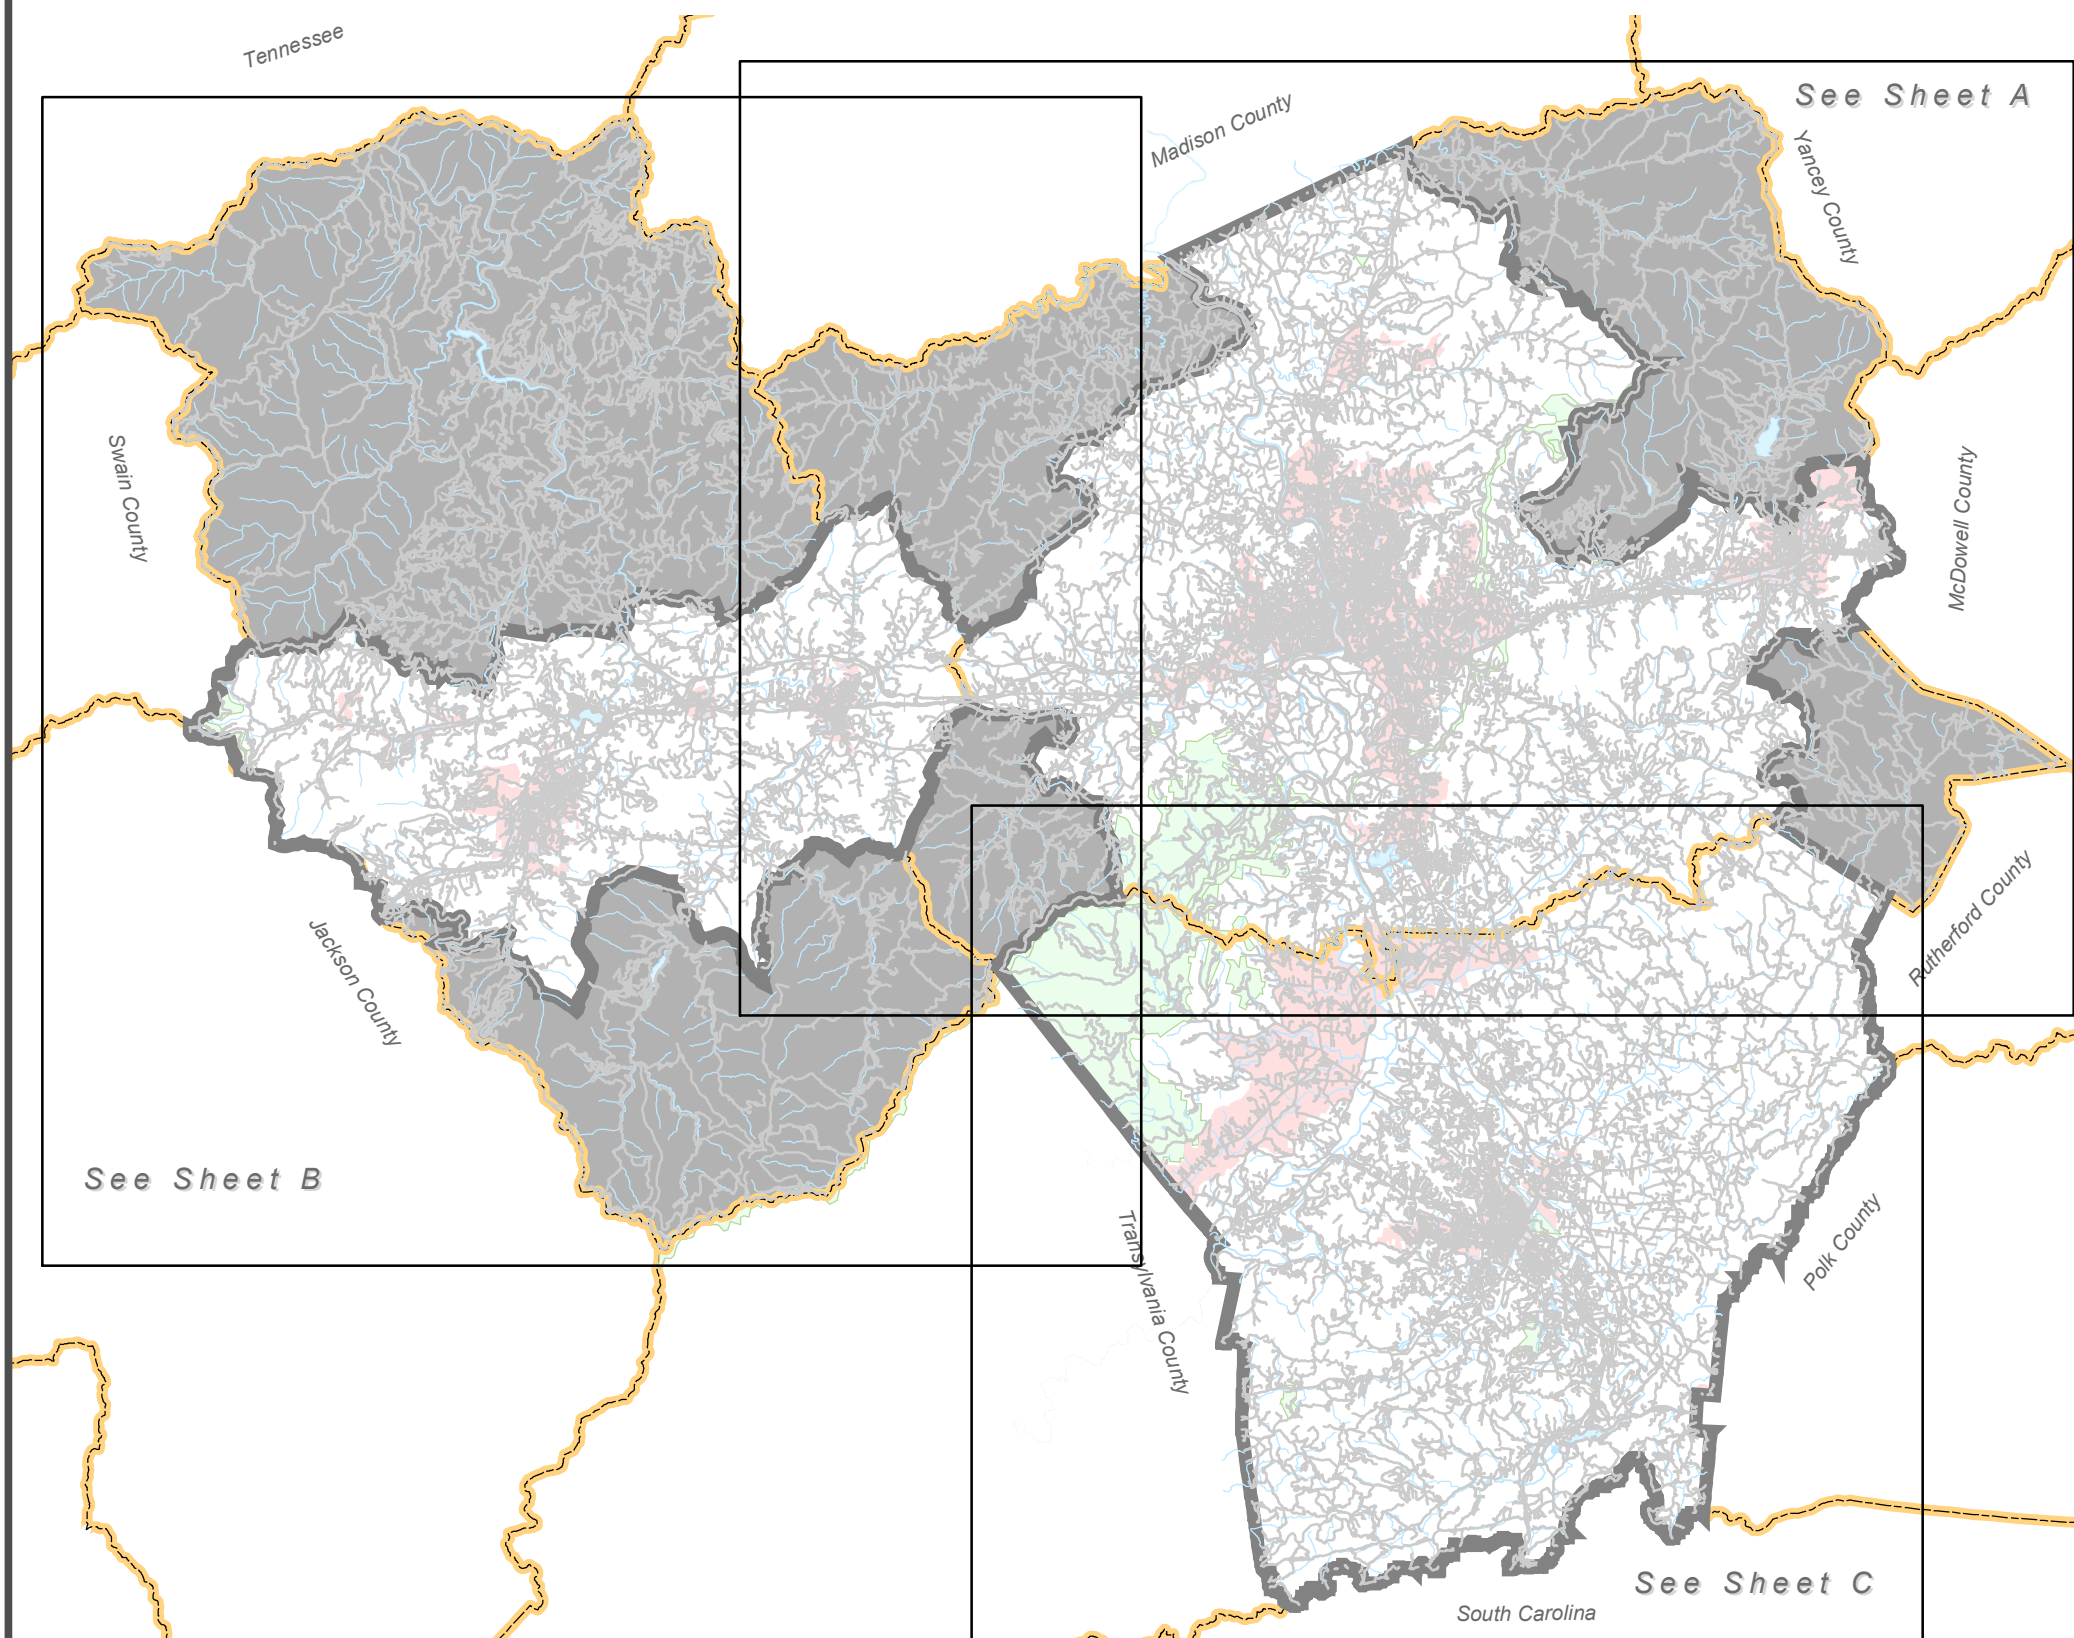 Tennessee
See Sheet A
Madison County
Yancey County
Swain County
McDowell County
Rutherford County
Jackson County
See Sheet B
Transylvania County
Polk County
See Sheet C
South Carolina